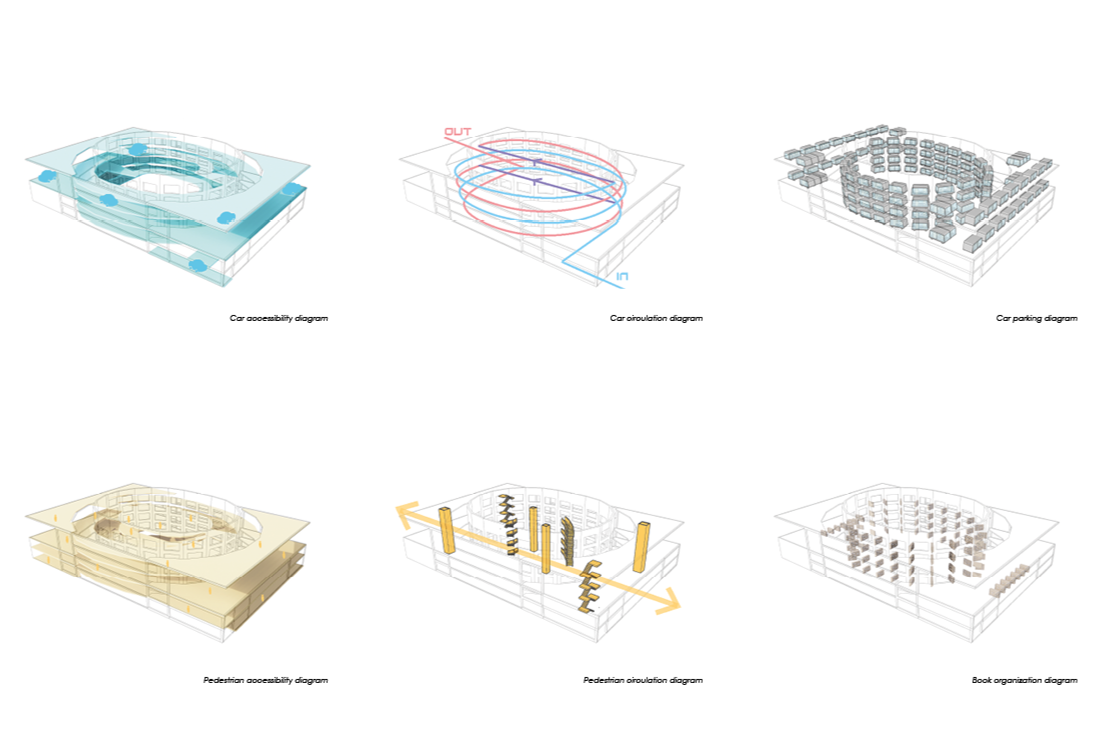 OUT
IN
Car accessibility diagram
Car circulation diagram
Car parking diagram
Pedestrian accessibility diagram
Pedestrian circulation diagram
Book organization diagram